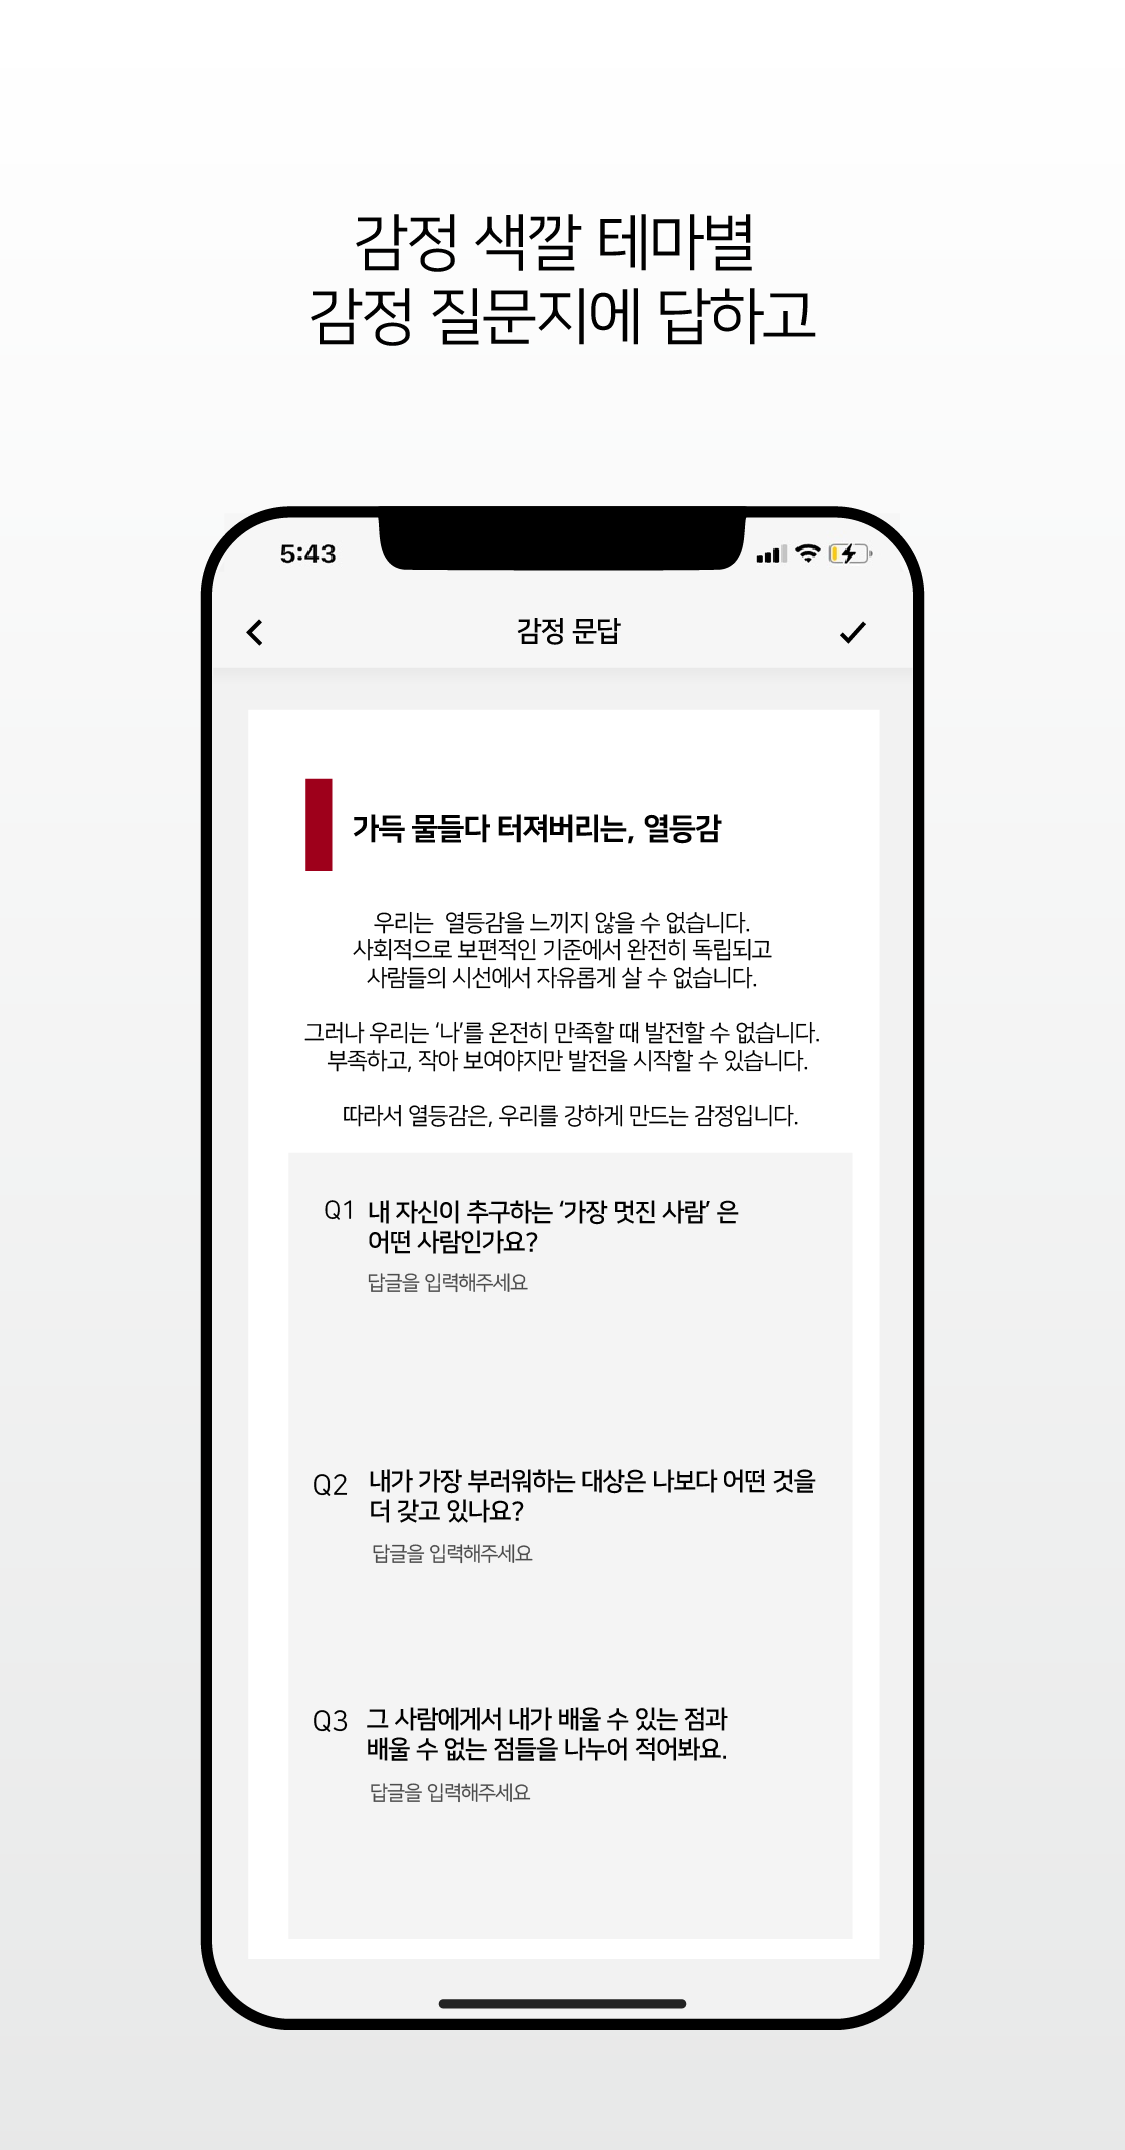 감정 색깔 테마별
감정 질문지에 답하고
5:43
감정 문답
가득 물들다 터져버리는, 열등감
우리는 열등감을 느끼지 않을 수 없습니다.
사회적으로 보편적인 기준에서 완전히 독립되고
사람들의 시선에서 자유롭게 살 수 없습니다.
그러나 우리는 ‘나’를 온전히 만족할 때 발전할 수 없습니다.
부족하고, 작아 보여야지만 발전을 시작할 수 있습니다.
따라서 열등감은, 우리를 강하게 만드는 감정입니다.
Q1 내 자신이 추구하는 ‘가장 멋진 사람’ 은
어떤 사람인가요?
답글을 입력해주세요
Q2 내가 가장 부러워하는 대상은 나보다 어떤 것을
더 갖고 있나요?
답글을 입력해주세요
Q3 그 사람에게서 내가 배울 수 있는 점과
배울 수 없는 점들을 나누어 적어봐요.
답글을 입력해주세요